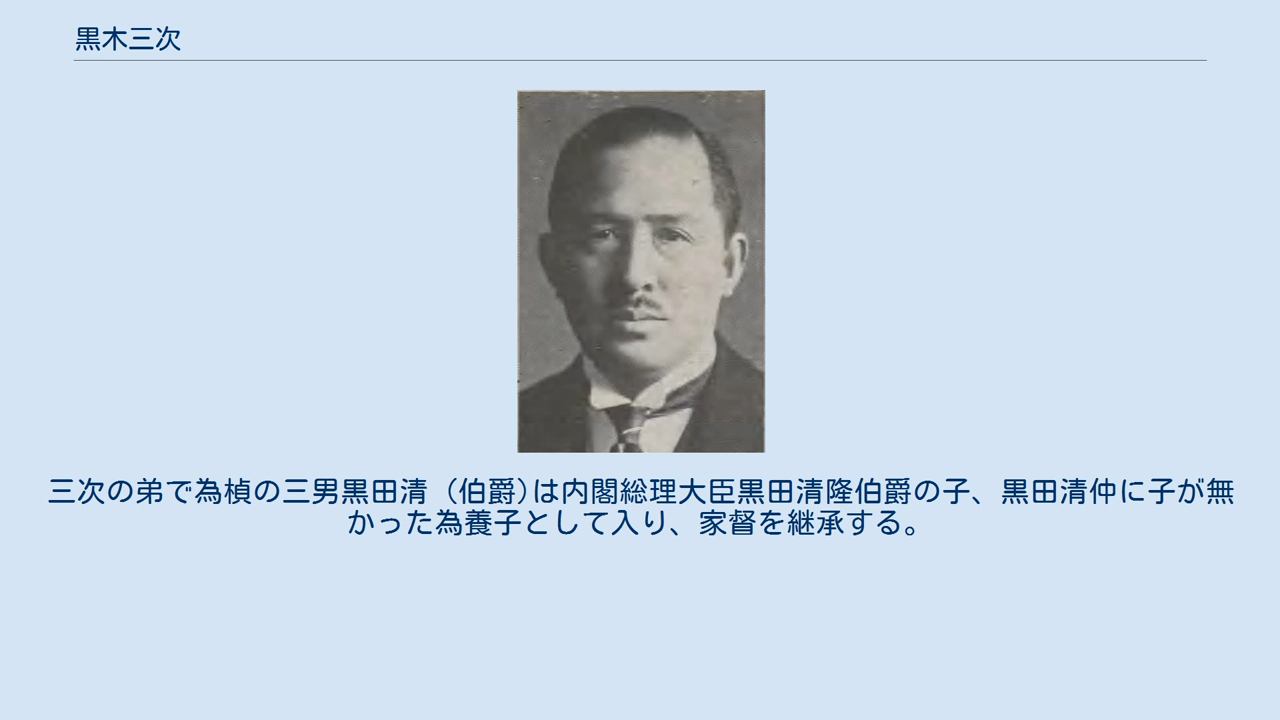 黒木三次
三次の弟で為楨の三男黒田清（伯爵）は内閣総理大臣黒田清隆伯爵の子、黒田清仲に子が無
かった為養子として入り、家督を継承する。